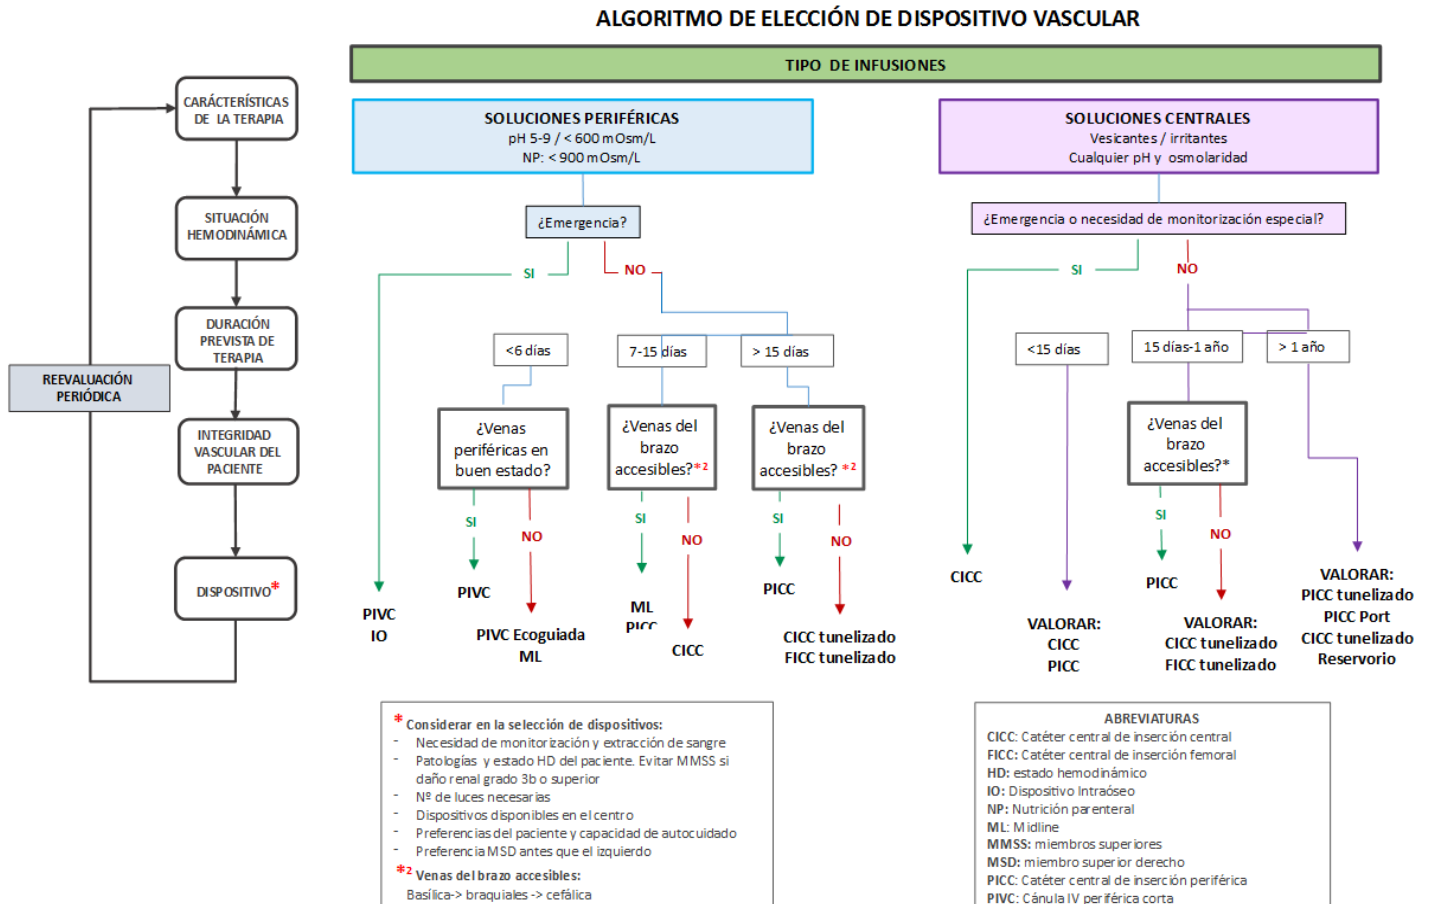 ALGORITMO DE ELECCIÓN DE DISPOSITIVO VASCULAR
TIPO DE INFUSIONES
CARÁCTERÍSTICAS
DE LA TERAPIA
SITUACIÓN
HEMODINÁMICA
DURACIÓN
PREVISTA DE
TERAPIA
REEVALUACIÓN
PERIÓDICA
INTEGRIDAD
VASCULAR DEL
PACIENTE
DISPOSITIVO*
SOLUCIONES PERIFÉRICAS
pH 5-9 / < 600 mOsm/L
NP: < 900 mOsm/L
¿Emergencia?
SI
NO
<6 días
7-15 días
> 15 días
¿Venas
periféricas en
buen estado?
¿Venas del
brazo
accesibles?*2
¿Venas del
brazo
accesibles? *2
SI
NO
SI
NO
SI
NO
PIVC
IO
PIVC
PIVC Ecoguiada
ML
ML
PICC
CICC
PICC
CICC tunelizado
FICC tunelizado
SOLUCIONES CENTRALES
Vesicantes / irritantes
Cualquier pH y osmolaridad
¿Emergencia o necesidad de monitorización especial?
SI
NO
<15 días
15 días-1 año
> 1 año
¿Venas del
brazo
accesibles?*
SI
NO
CICC
VALORAR:
CICC
PICC
PICC
VALORAR:
CICC tunelizado
FICC tunelizado
VALORAR:
PICC tunelizado
PICC Port
CICC tunelizado
Reservorio
* Considerar en la selección de dispositivos:
- Necesidad de monitorización y extracción de sangre
- Patologías y estado HD del paciente. Evitar MMSS si
daño renal grado 3b o superior
- Nº de luces necesarias
- Dispositivos disponibles en el centro
- Preferencias del paciente y capacidad de autocuidado
- Preferencia MSD antes que el izquierdo
*2 Venas del brazo accesibles:
Basílica-> braquiales -> cefálica
ABREVIATURAS
CICC: Catéter central de inserción central
FICC: Catéter central de inserción femoral
HD: estado hemodinámico
IO: Dispositivo Intraóseo
NP: Nutrición parenteral
ML: Midline
MMSS: miembros superiores
MSD: miembro superior derecho
PICC: Catéter central de inserción periférica
PIVC: Cánula IV periférica corta